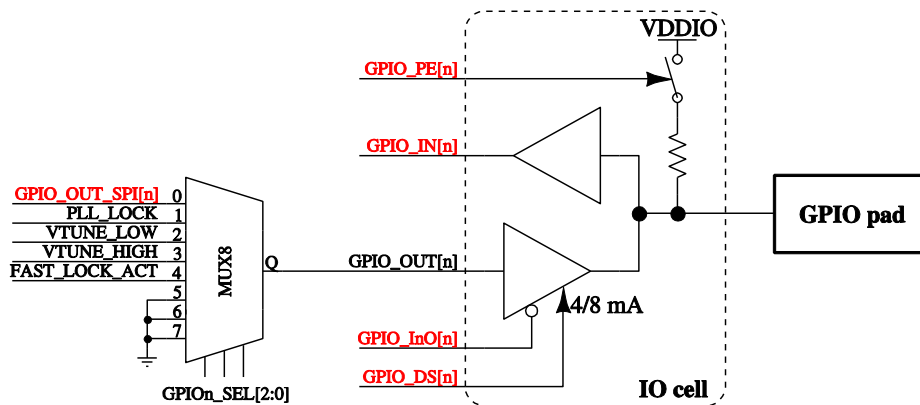 VDDIO
GPIO_PE[n]
GPIO_IN[n]
GPIO_OUT_SPI[n] 0
PLL_LOCK 1
VTUNE_LOW 2
VTUNE_HIGH 3
FAST_LOCK_ACT 4
5
6
7
MUX8
Q
GPIO_OUT[n]
GPIO pad
4/8 mA
GPIO_InO[n]
GPIO_DS[n]
GPIOn_SEL[2:0]
IO cell